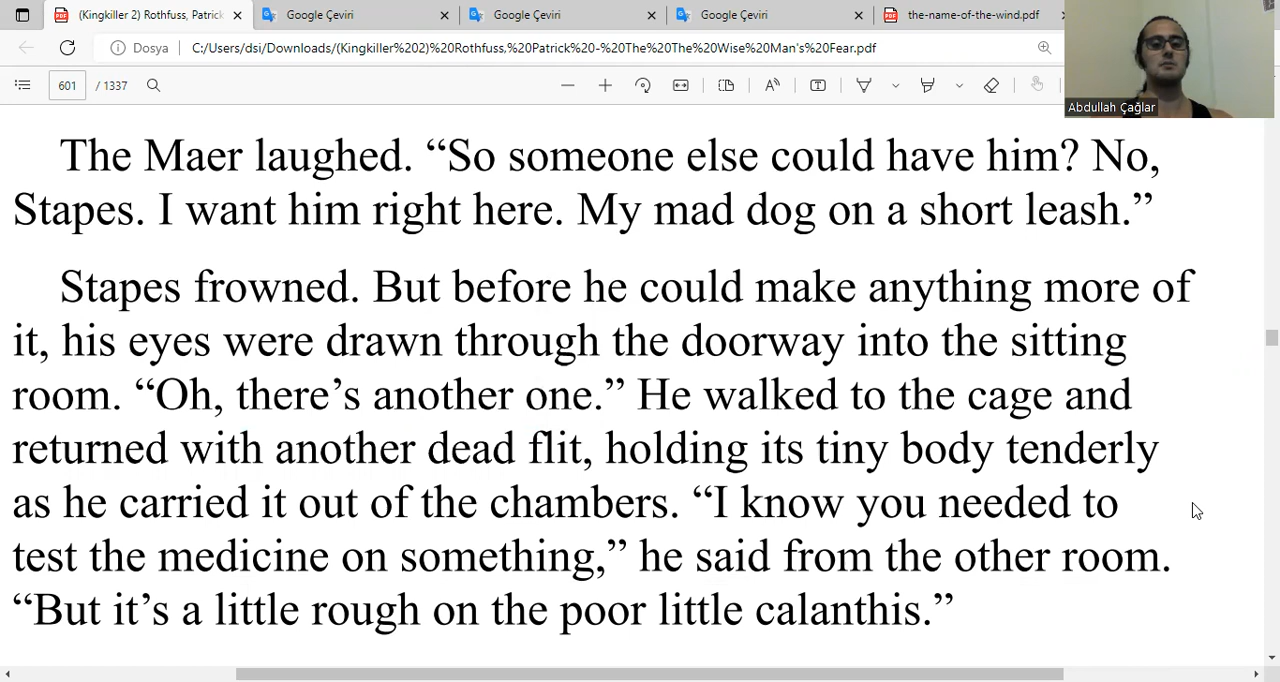 (Kingkiller 2) Rothfuss, Patrick
Google Çeviri
Google Çeviri
Google Çeviri
the-name-of-the-wind.pdf
Dosya
C:/Users/dsi/Downloads/(Kingkiller%202)%20Rothfuss,%20Patrick%20-%20The%20The%20Wise%20Man's%20Fear.pdf
601 / 1337
Abdullah Çağlar
The Maer laughed. “So someone else could have him? No,
Stapes. I want him right here. My mad dog on a short leash.”
Stapes frowned. But before he could make anything more of
it, his eyes were drawn through the doorway into the sitting
room. “Oh, there’s another one.” He walked to the cage and
returned with another dead flit, holding its tiny body tenderly
as he carried it out of the chambers. “I know you needed to
test the medicine on something,” he said from the other room.
“But it’s a little rough on the poor little calanthis.”